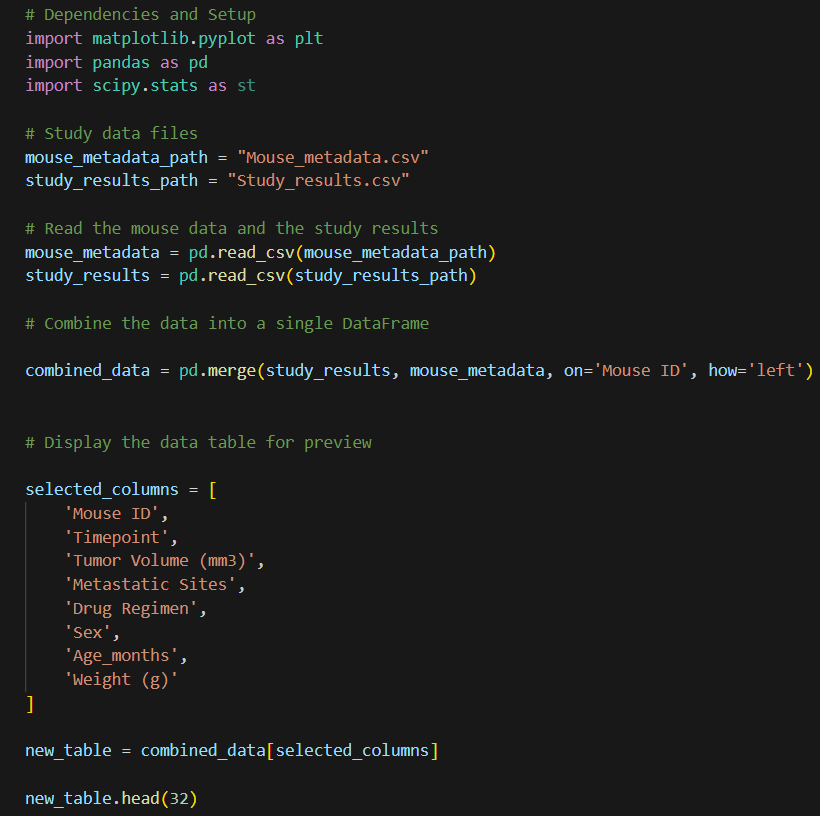 # Dependencies and Setup
import matplotlib.pyplot as plt
import pandas as pd
import scipy.stats as st
# Study data files
mouse_metadata_path = "Mouse_metadata.csv"
study_results_path = "Study_results.csv"
# Read the mouse data and the study results
mouse_metadata = pd.read_csv(mouse_metadata_path)
study_results = pd.read_csv(study_results_path)
# Combine the data into a single DataFrame
combined_data = pd.merge(study_results, mouse_metadata, on='Mouse ID', how='left')
# Display the data table for preview
selected_columns = [
    'Mouse ID',
    'Timepoint',
    'Tumor Volume (mm3)',
    'Metastatic Sites',
    'Drug Regimen',
    'Sex',
    'Age_months',
    'Weight (g)'
]
new_table = combined_data[selected_columns]
new_table.head(32)